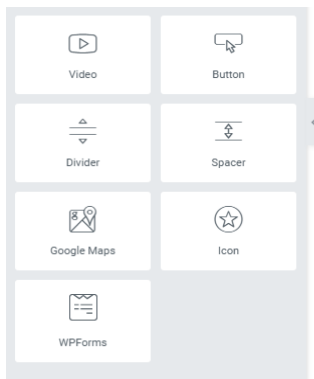 Video
Button
Divider
Spacer
Google Maps
Icon
WPForms